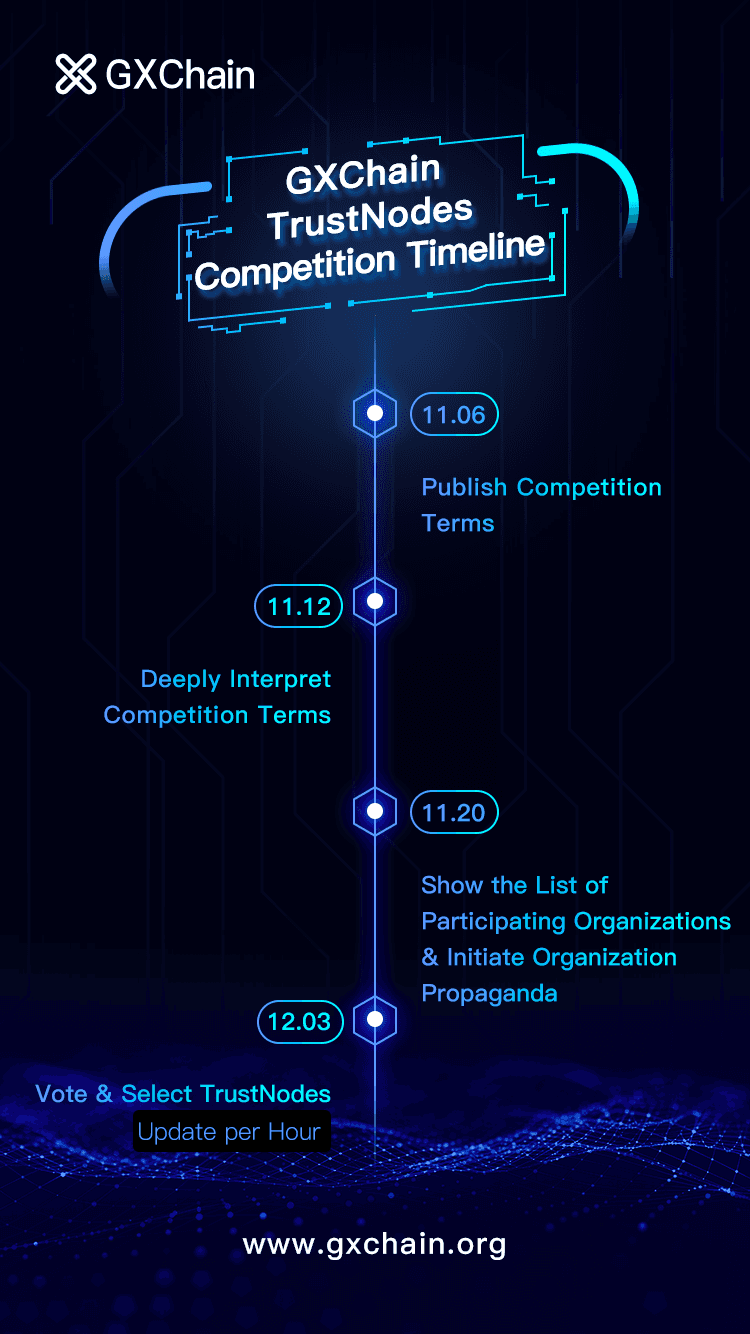 GXChain
GXChain
TrustNodes
Competition Timeline
11.06
Publish Competition
Terms
11.12
Deeply Interpret
Competition Terms
11.20
Show the List of
Participating Organizations
& Initiate Organization
Propaganda
12.03
Vote & Select TrustNodes
Update per Hour
www.gxchain.org